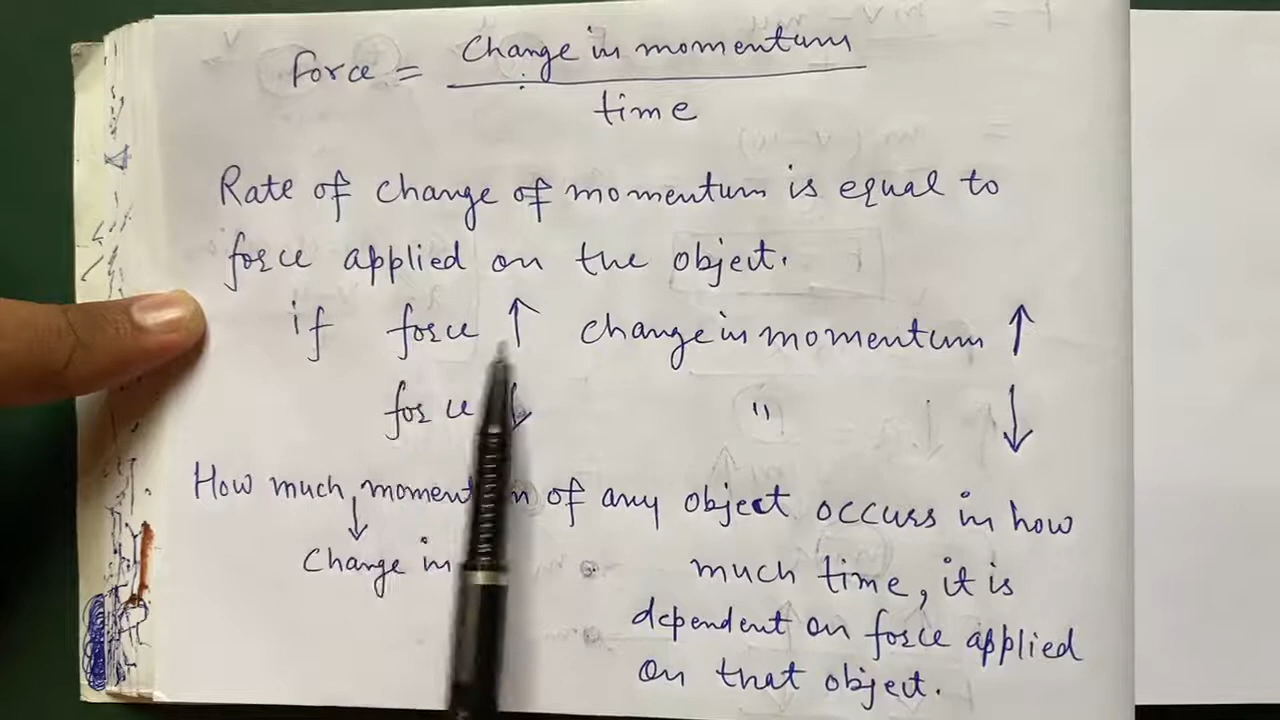 Force = Change in momentum
time
Rate of change of momentum is equal to
force applied on the object.
if force ↑ change in momentum ↑
force ↓ " ↓
How much, of any object occurs in how
↓
Change in much time, it is
dependent on force applied
on that object.